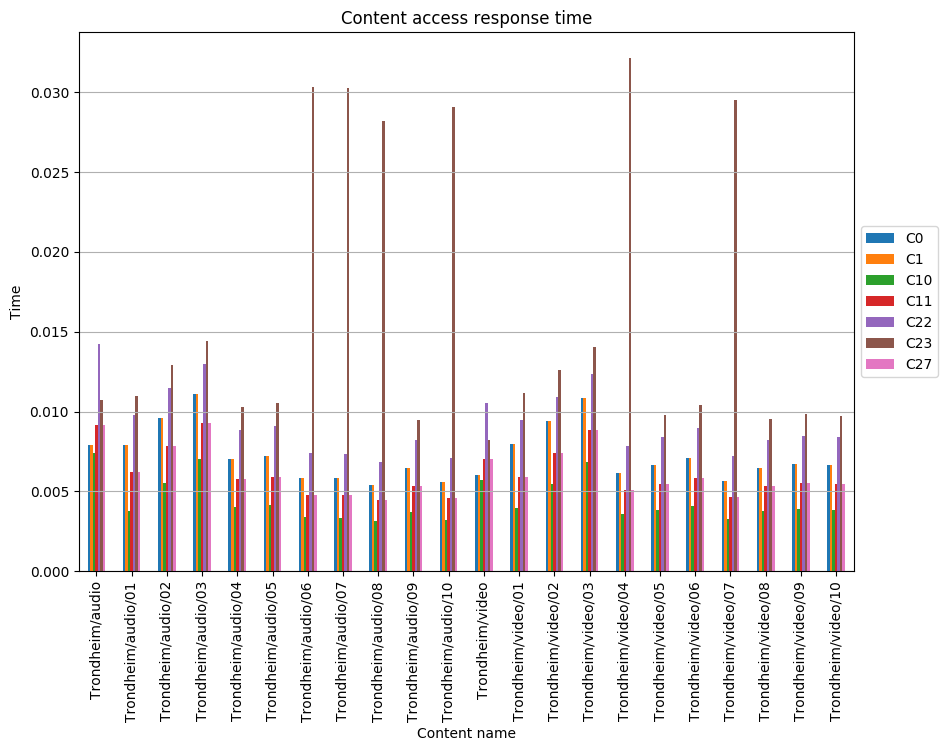 Content access response time
Time
0.030
0.025
0.020
0.015
0.010
0.005
0.000
C0
C1
C10
C11
C22
C23
C27
Trondheim/audio
Trondheim/audio/01
Trondheim/audio/02
Trondheim/audio/03
Trondheim/audio/04
Trondheim/audio/05
Trondheim/audio/06
Trondheim/audio/07
Trondheim/audio/08
Trondheim/audio/09
Trondheim/audio/10
Trondheim/video
Trondheim/video/01
Trondheim/video/02
Trondheim/video/03
Trondheim/video/04
Trondheim/video/05
Trondheim/video/06
Trondheim/video/07
Trondheim/video/08
Trondheim/video/09
Trondheim/video/10
Content name